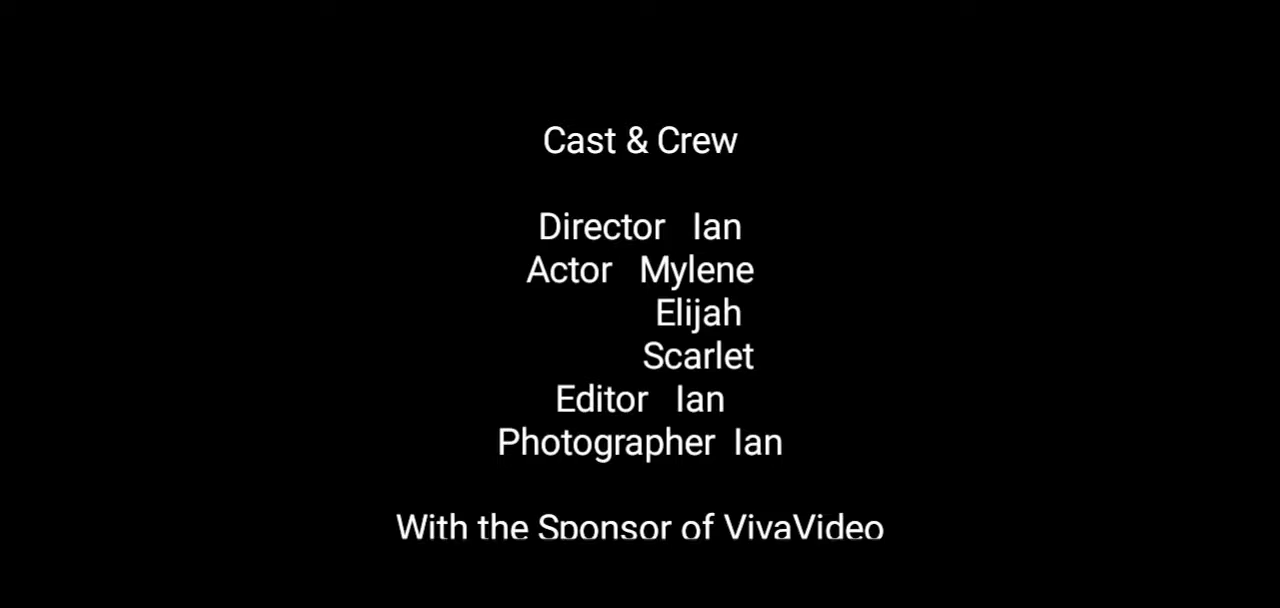 Cast & Crew
Director Ian
Actor Mylene
Elijah
Scarlet
Editor Ian
Photographer Ian
With the Sponsor of VivaVideo